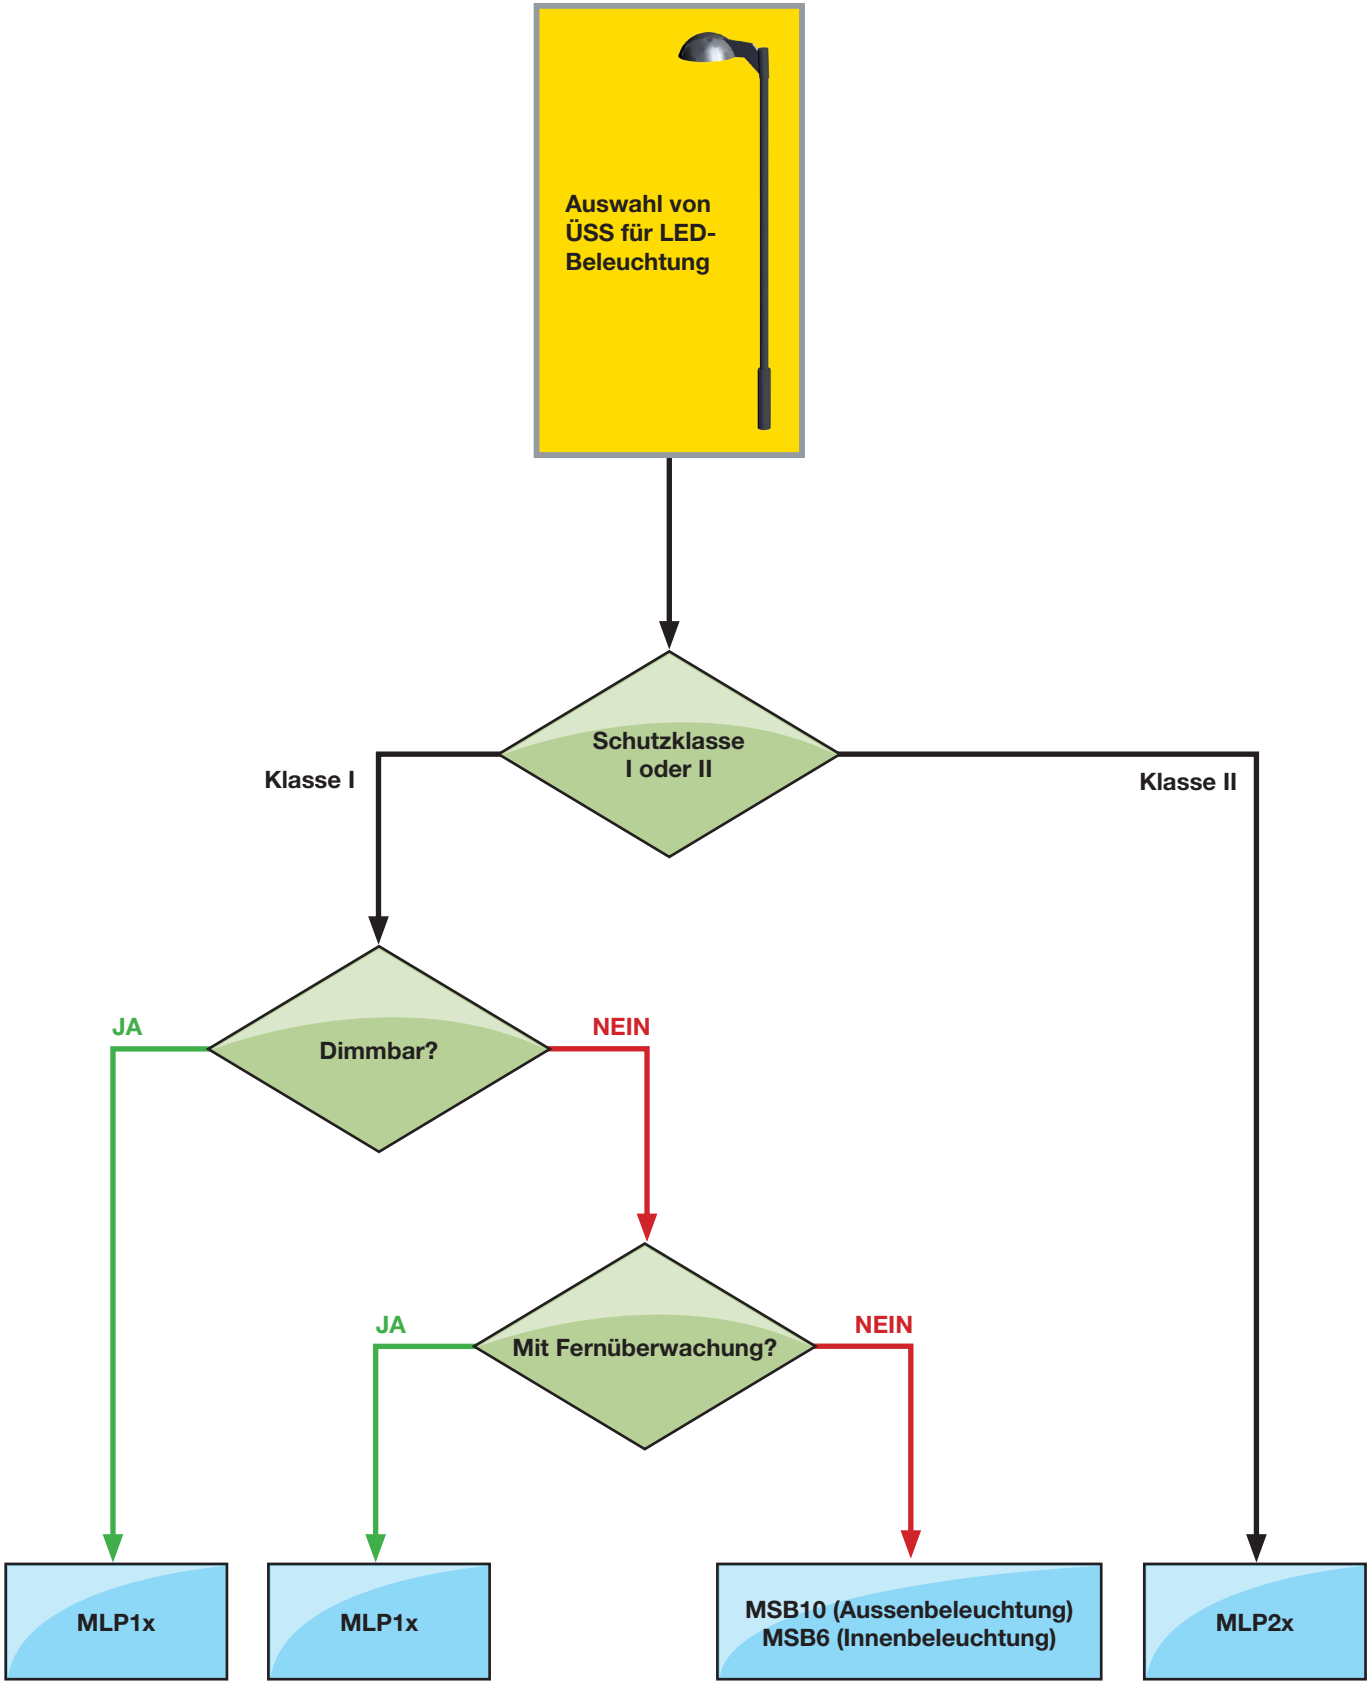 Auswahl von
ÜSS für LED-
Beleuchtung
Schutzklasse
I oder II
Klasse I
Klasse II
JA
NEIN
Dimmbar?
JA
NEIN
Mit Fernüberwachung?
MLP1x
MLP1x
MSB10 (Aussenbeleuchtung)
MSB6 (Innenbeleuchtung)
MLP2x